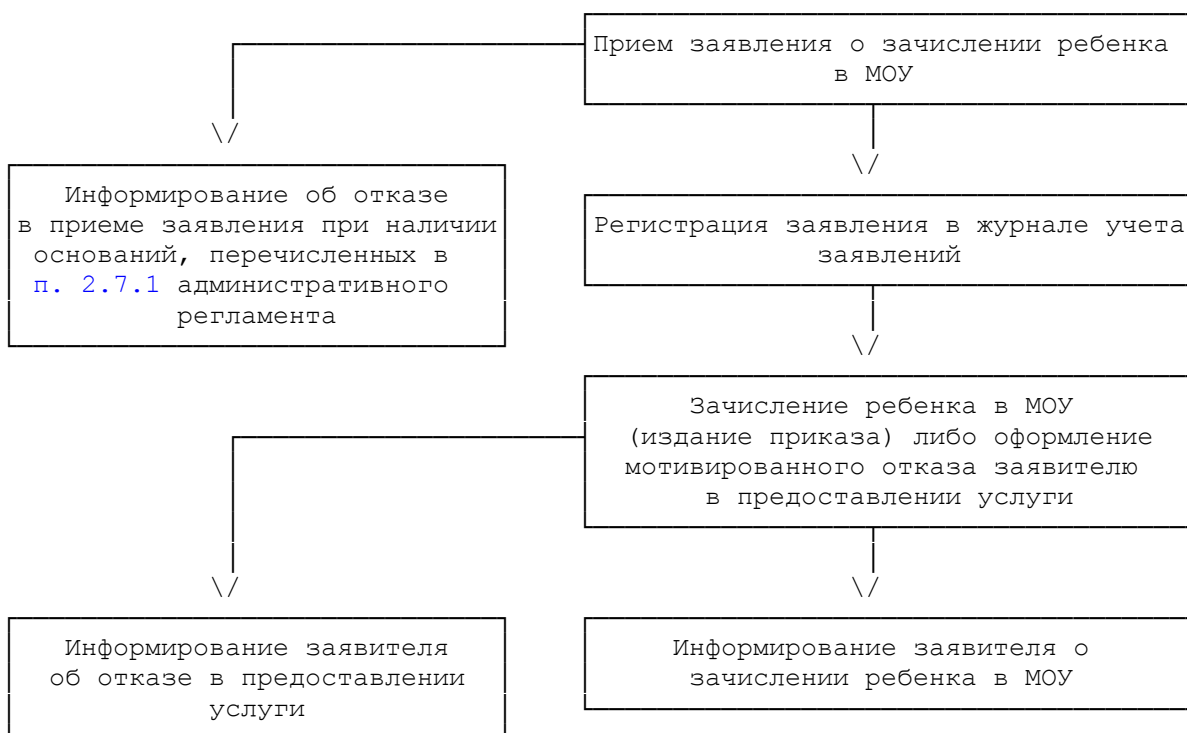 Прием заявления о зачислении ребенка
в МОУ
Информирование об отказе
в приеме заявления при наличии
оснований, перечисленных в
п. 2.7.1 административного
регламента
Регистрация заявления в журнале учета
заявлений
Зачисление ребенка в МОУ
(издание приказа) либо оформление
мотивированного отказа заявителю
в предоставлении услуги
Информирование заявителя
об отказе в предоставлении
услуги
Информирование заявителя о
зачислении ребенка в МОУ